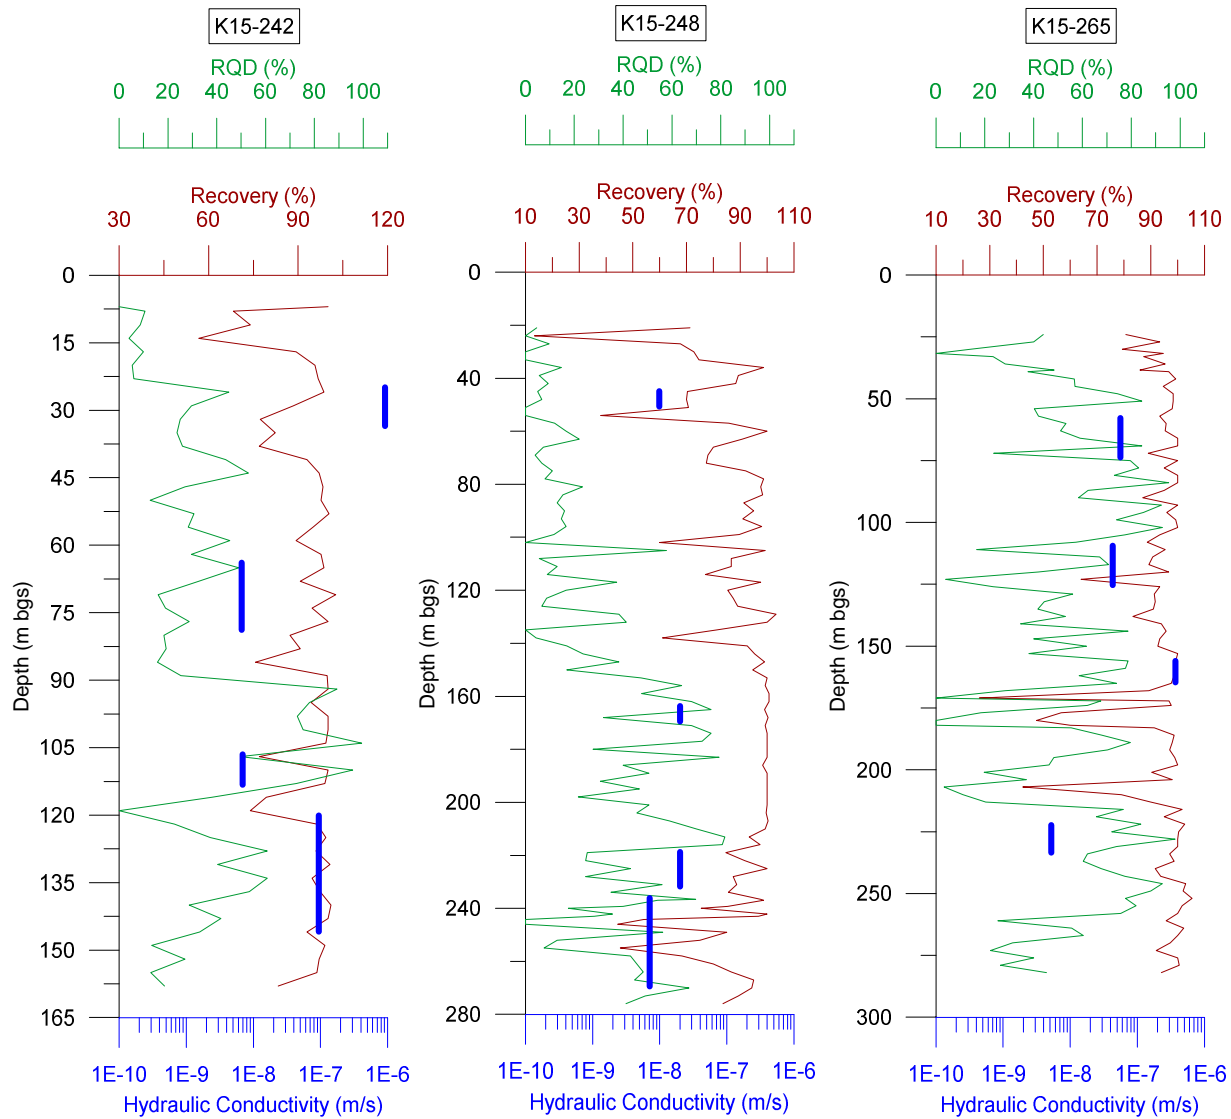 K15-242
RQD (%)
0 20 40 60 80 100
Recovery (%)
30 60 90 120
0
15
30
45
60
75
90
105
120
135
150
165
Depth (m bgs)
1E-10 1E-9 1E-8 1E-7 1E-6
Hydraulic Conductivity (m/s)
K15-248
RQD (%)
0 20 40 60 80 100
Recovery (%)
10 30 50 70 90 110
0
40
80
120
160
200
240
280
Depth (m bgs)
1E-10 1E-9 1E-8 1E-7 1E-6
Hydraulic Conductivity (m/s)
K15-265
RQD (%)
0 20 40 60 80 100
Recovery (%)
10 30 50 70 90 110
0
50
100
150
200
250
300
Depth (m bgs)
1E-10 1E-9 1E-8 1E-7 1E-6
Hydraulic Conductivity (m/s)